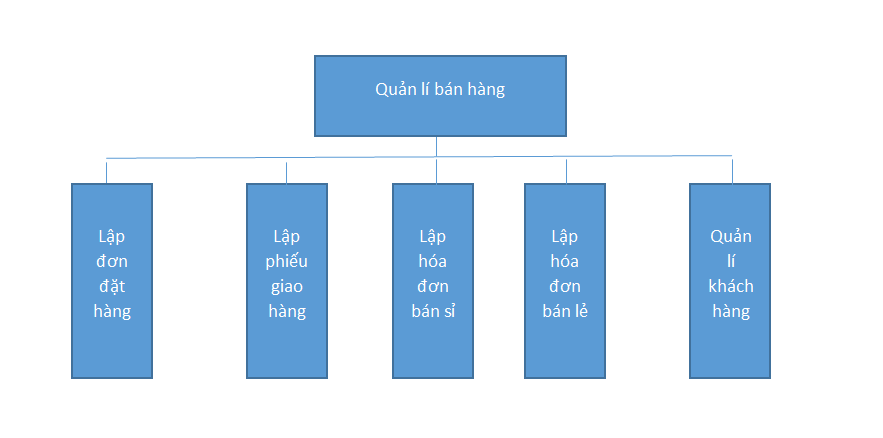 Quản lí bán hàng
Lập
đơn
đặt
hàng
Lập
phiếu
giao
hàng
Lập
hóa
đơn
bán sỉ
Lập
hóa
đơn
bán lẻ
Quản
lí
khách
hàng